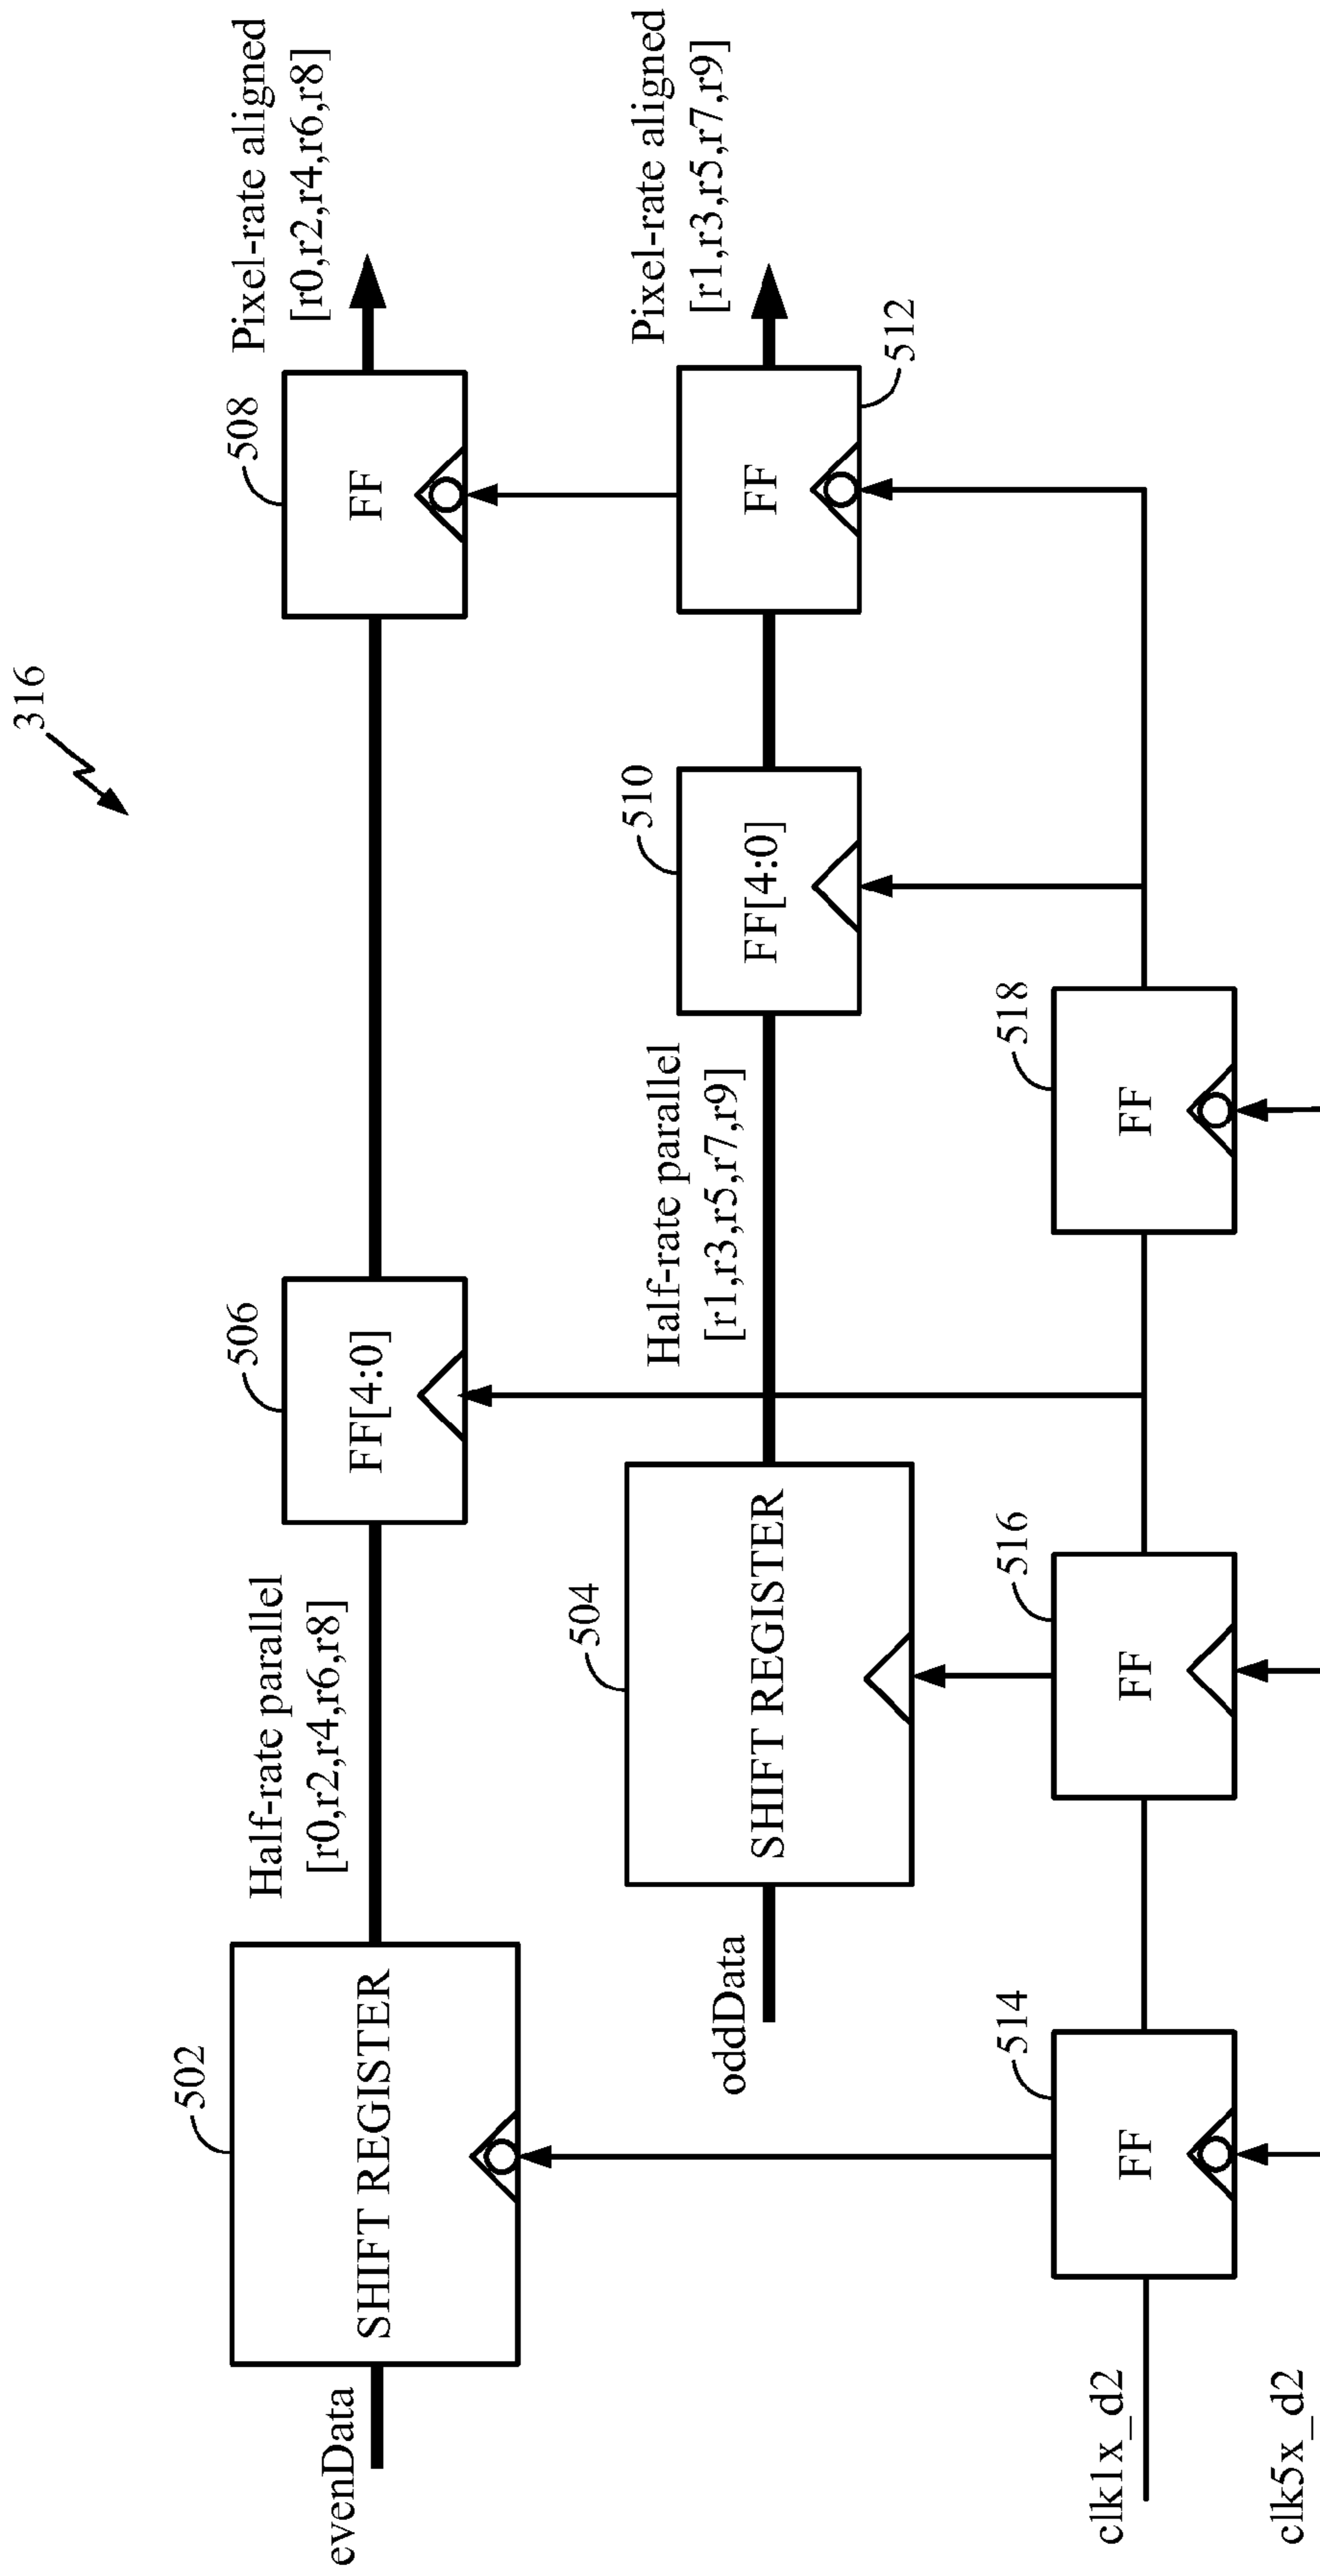 316
502
SHIFT REGISTER
evenData
Half-rate parallel
[r0,r2,r4,r6,r8]
506
FF[4:0]
508
FF
Pixel-rate aligned
[r0,r2,r4,r6,r8]
oddData
504
SHIFT REGISTER
Half-rate parallel
[r1,r3,r5,r7,r9]
510
FF[4:0]
FF
512
Pixel-rate aligned
[r1,r3,r5,r7,r9]
clk1x_d2
514
FF
516
FF
518
FF
clk5x_d2